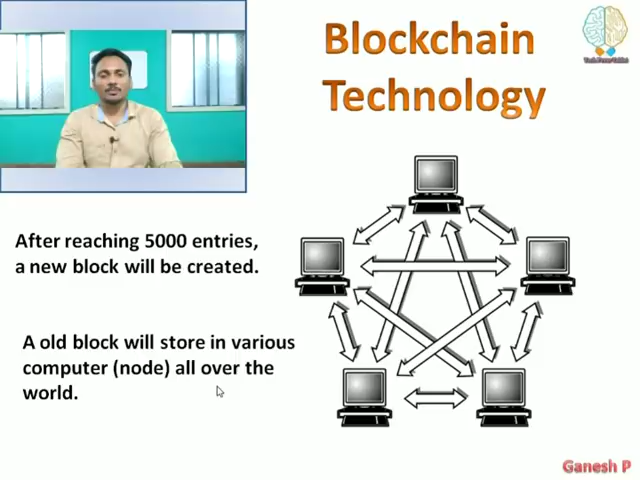 Blockchain
Technology
After reaching 5000 entries,
a new block will be created.
A old block will store in various
computer (node) all over the
world.
Ganesh P